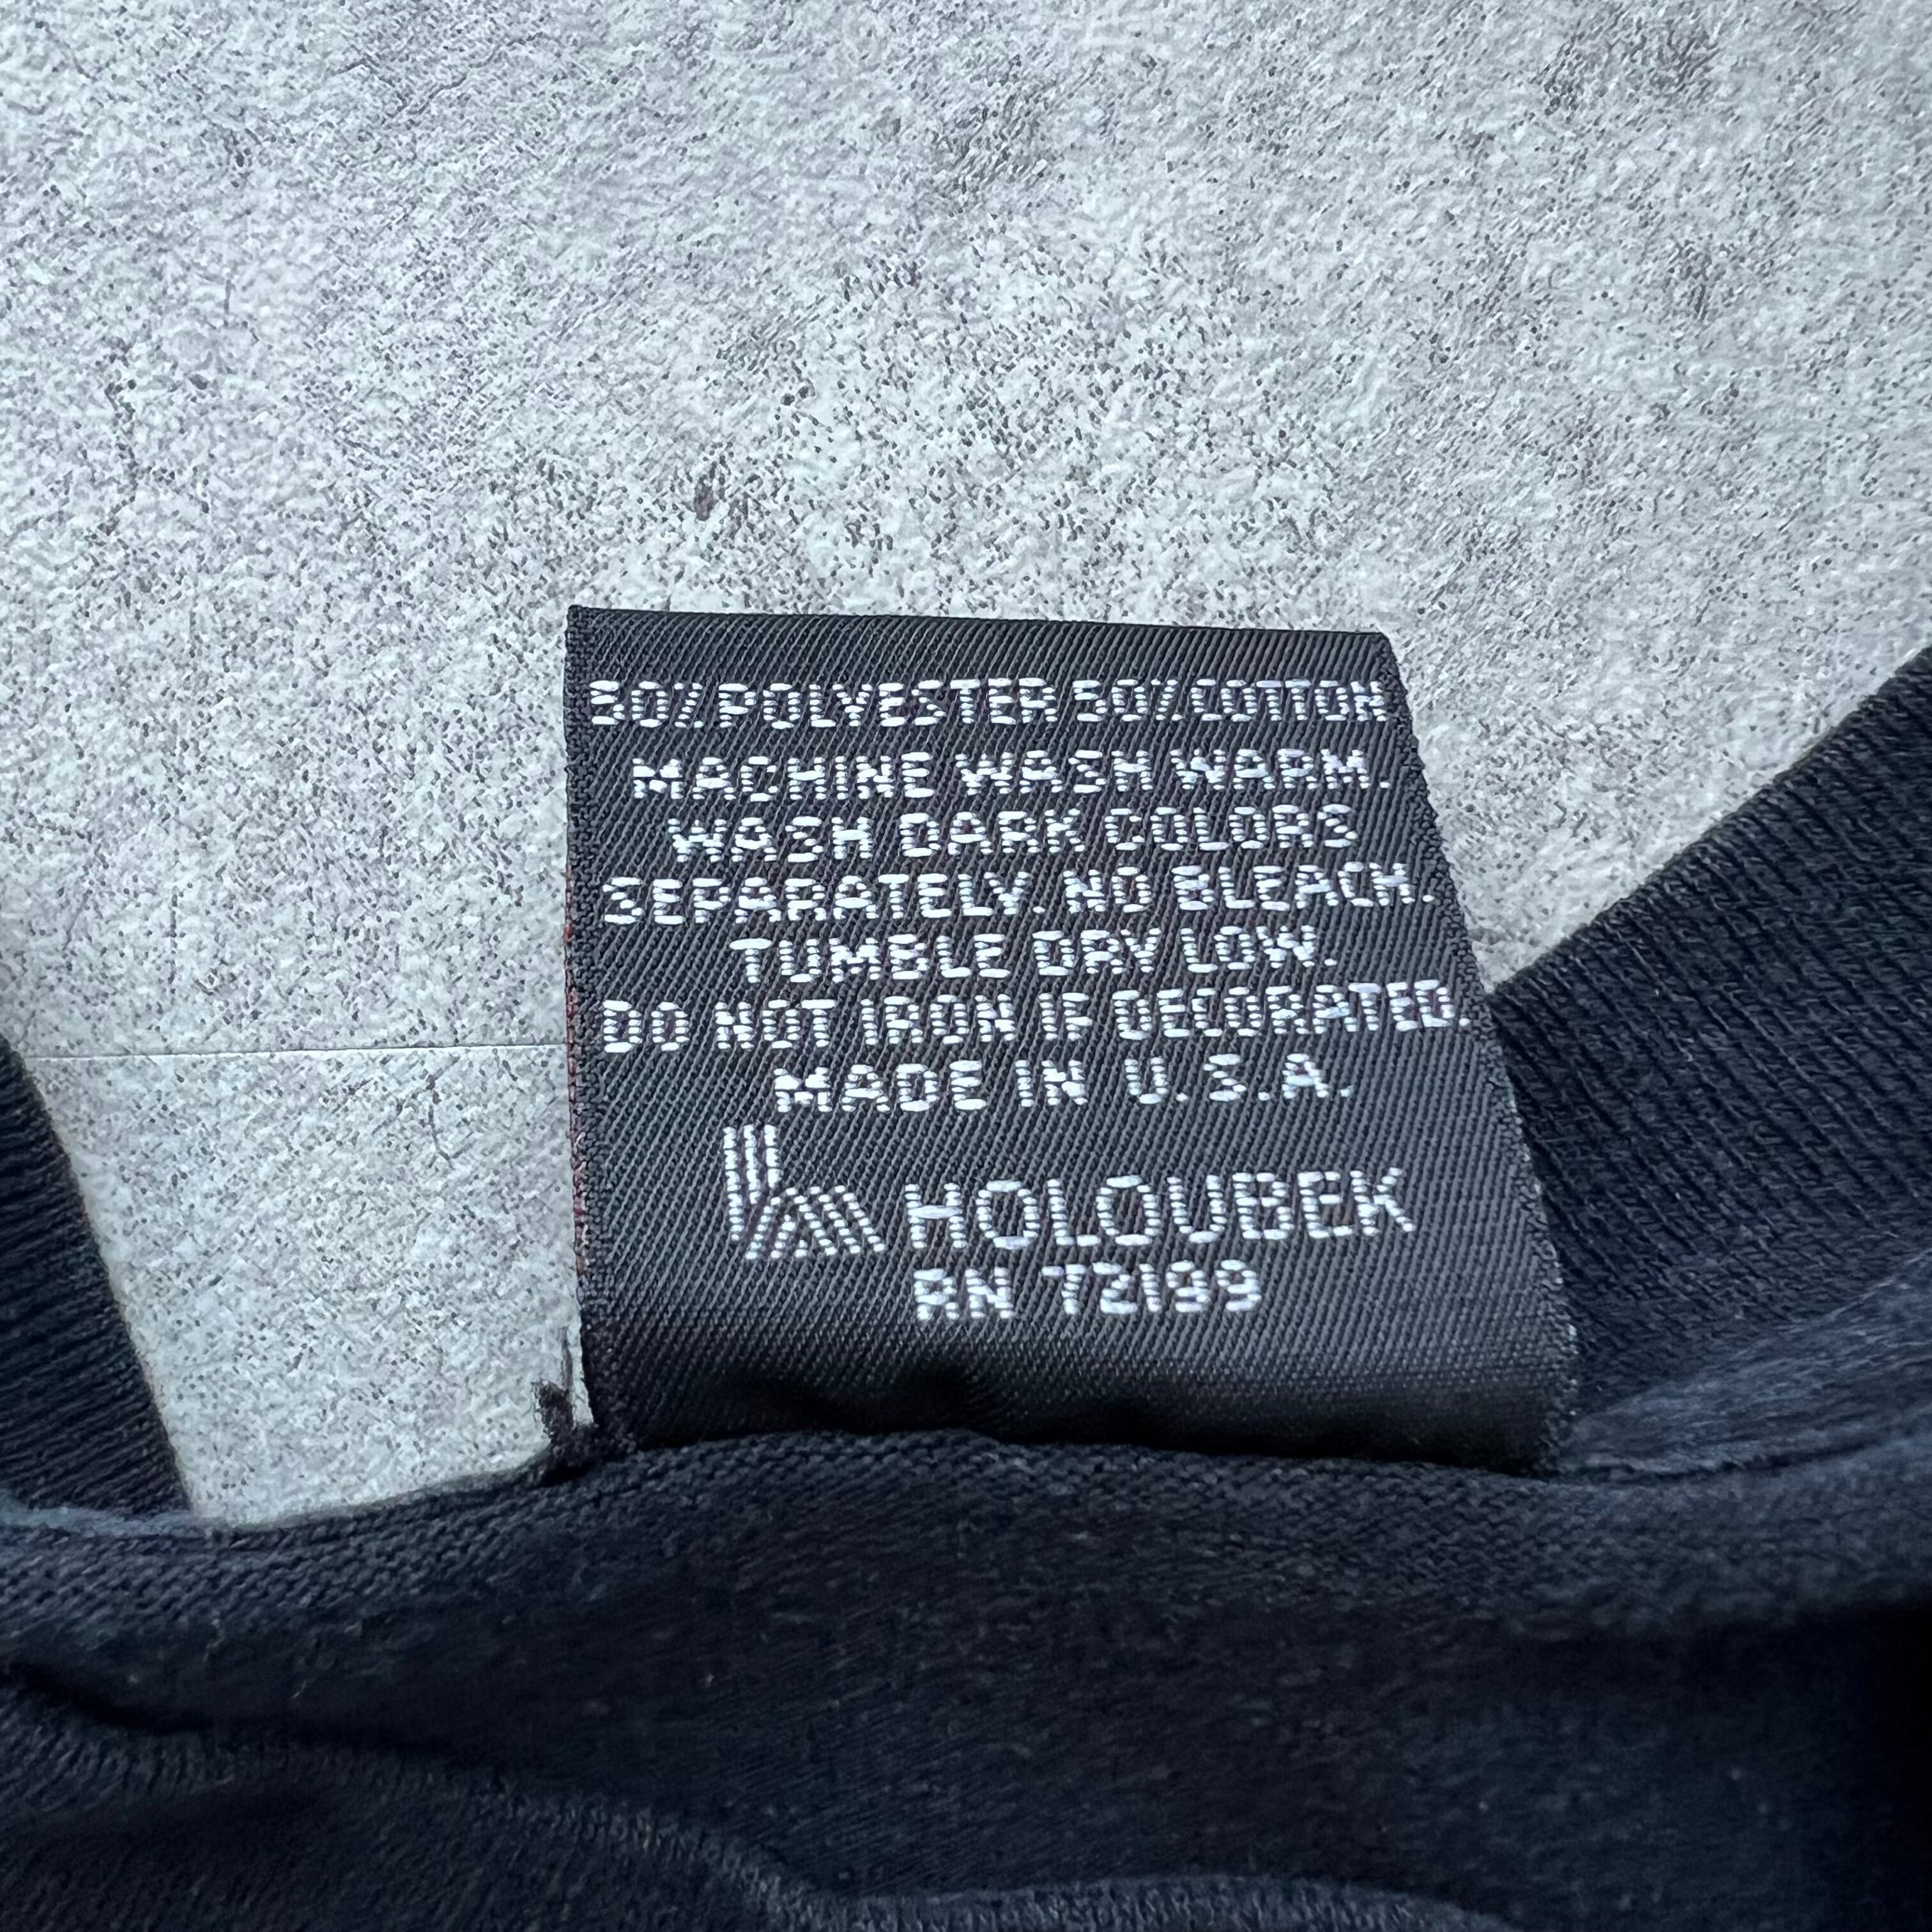 50% POLYESTER 50% COTTON
MACHINE WASH WARM.
WASH DARK COLORS
SEPARATELY. NO BLEACH.
TUMBLE DRY LOW.
DO NOT IRON IF DECORATED.
MADE IN U.S.A.
HOLOUBEK
RN 72199